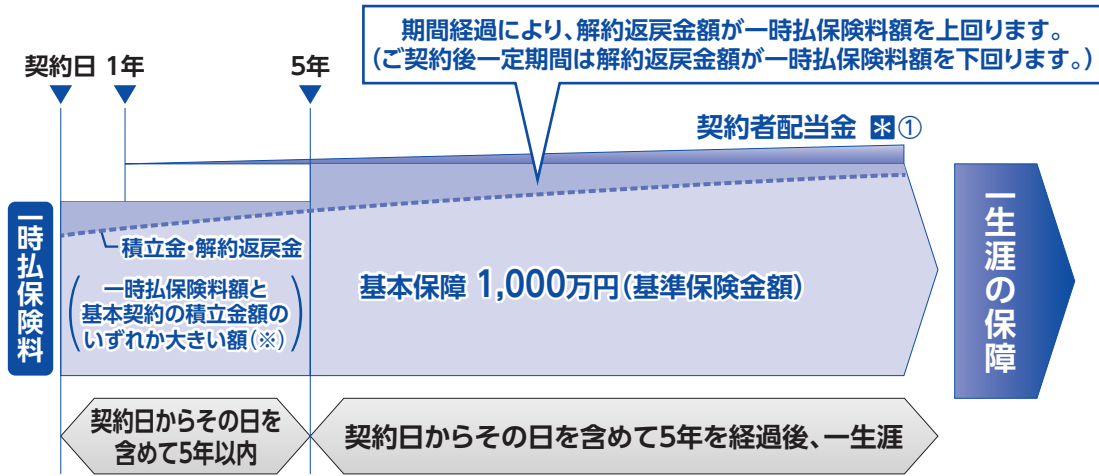 期間経過により、解約返戻金額が一時払保険料額を上回ります。
(ご契約後一定期間は解約返戻金額が一時払保険料額を下回ります。)
契約日 1年
5年
契約者配当金 *①
一時払保険料
積立金・解約返戻金
一時払保険料額と
基本契約の積立金額の
いずれか大きい額(※)
基本保障 1,000万円(基準保険金額)
一生涯の保障
契約日からその日を
含めて5年以内
契約日からその日を含めて5年を経過後、一生涯